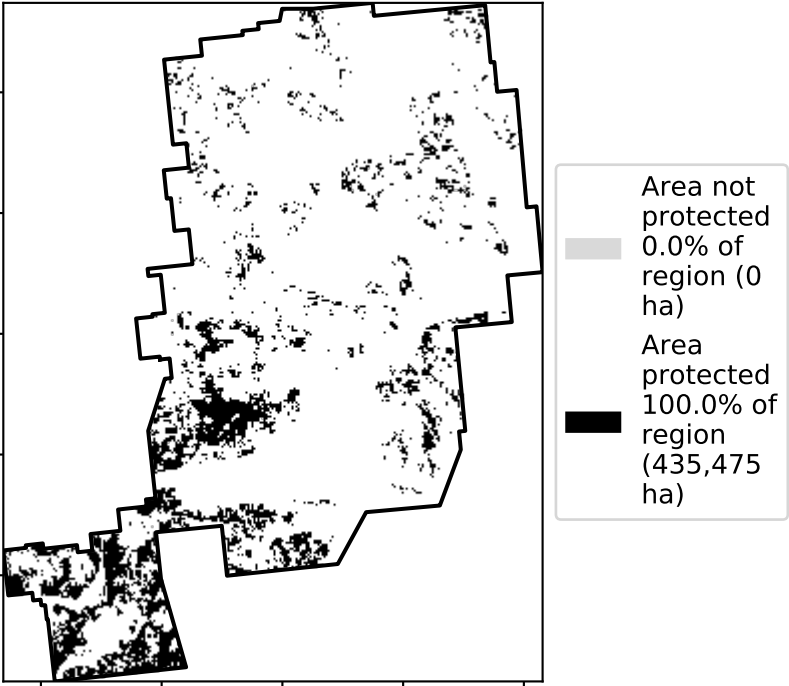 Area not
protected
0.0% of
region (0
ha)
Area
protected
100.0% of
region
(435,475
ha)